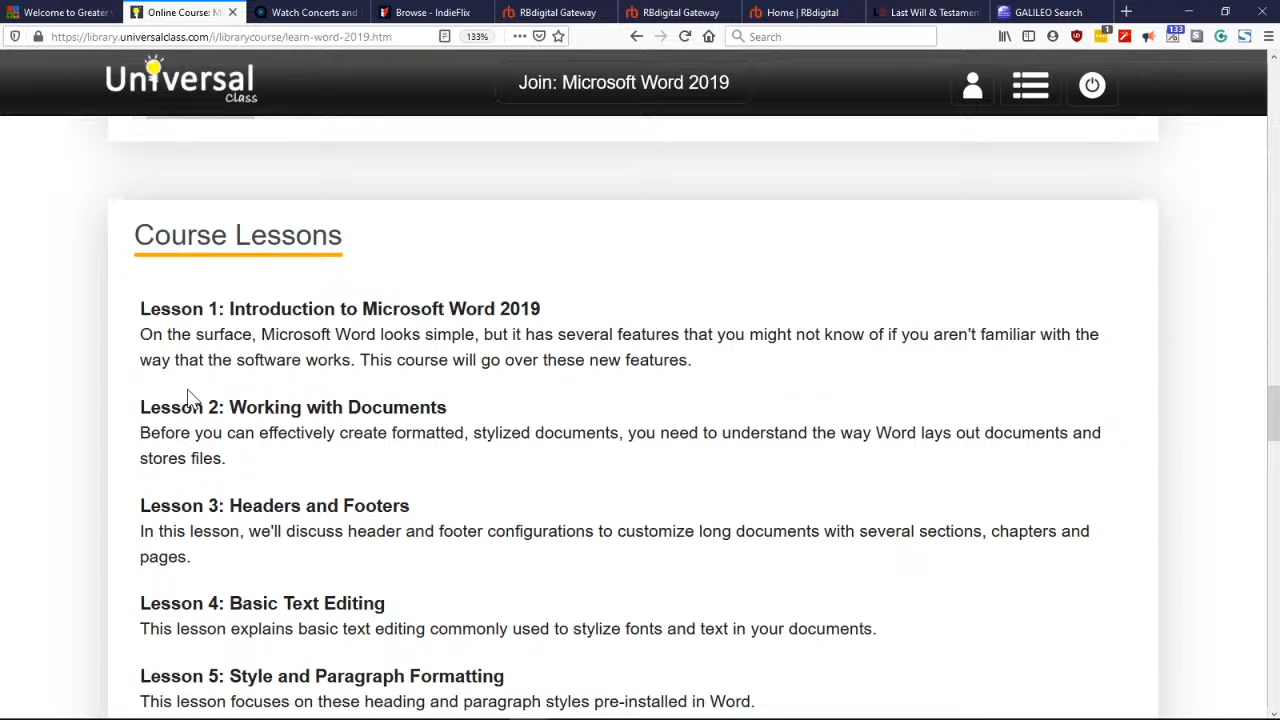 Welcome to Greater
Online Course: M
Watch Concerts and
Browse - IndieFlix
RBdigital Gateway
RBdigital Gateway
Home | RBdigital
Last Will & Testamen
GALILEO Search
https://library.universalclass.com/i/librarycourse/learn-word-2019.htm
133%
Search
1
133
Universal
Class
Join: Microsoft Word 2019
Course Lessons
Lesson 1: Introduction to Microsoft Word 2019
On the surface, Microsoft Word looks simple, but it has several features that you might not know of if you aren't familiar with the
way that the software works. This course will go over these new features.
Lesson 2: Working with Documents
Before you can effectively create formatted, stylized documents, you need to understand the way Word lays out documents and
stores files.
Lesson 3: Headers and Footers
In this lesson, we'll discuss header and footer configurations to customize long documents with several sections, chapters and
pages.
Lesson 4: Basic Text Editing
This lesson explains basic text editing commonly used to stylize fonts and text in your documents.
Lesson 5: Style and Paragraph Formatting
This lesson focuses on these heading and paragraph styles pre-installed in Word.